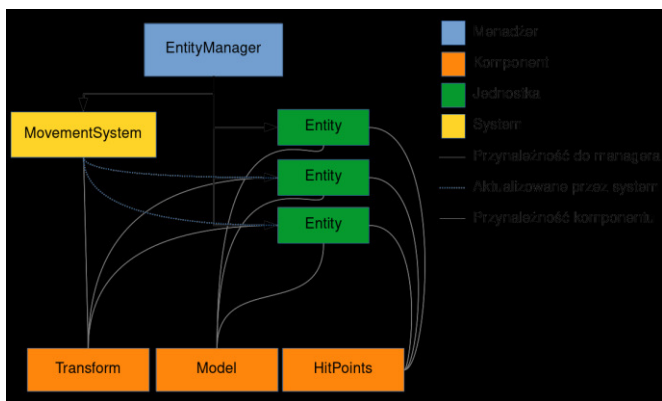 EntityManager
Menadżer
Komponent
Jednostka
System
MovementSystem
Entity
Entity
Entity
Przynależność do managera
Aktualizowane przez system
Przynależność komponentu
Transform
Model
HitPoints